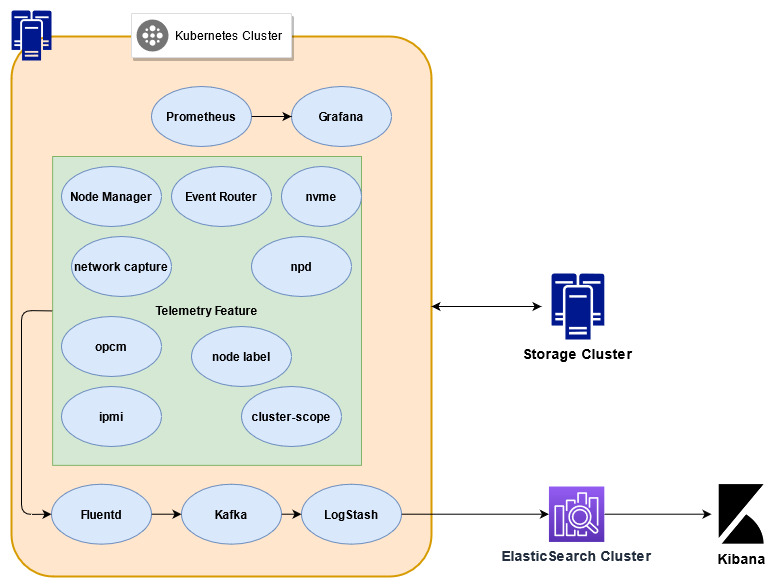 Kubernetes Cluster
Prometheus
Grafana
Node Manager
Event Router
nvme
network capture
npd
Telemetry Feature
opcm
node label
ipmi
cluster-scope
Storage Cluster
Fluentd
Kafka
LogStash
ElasticSearch Cluster
Kibana